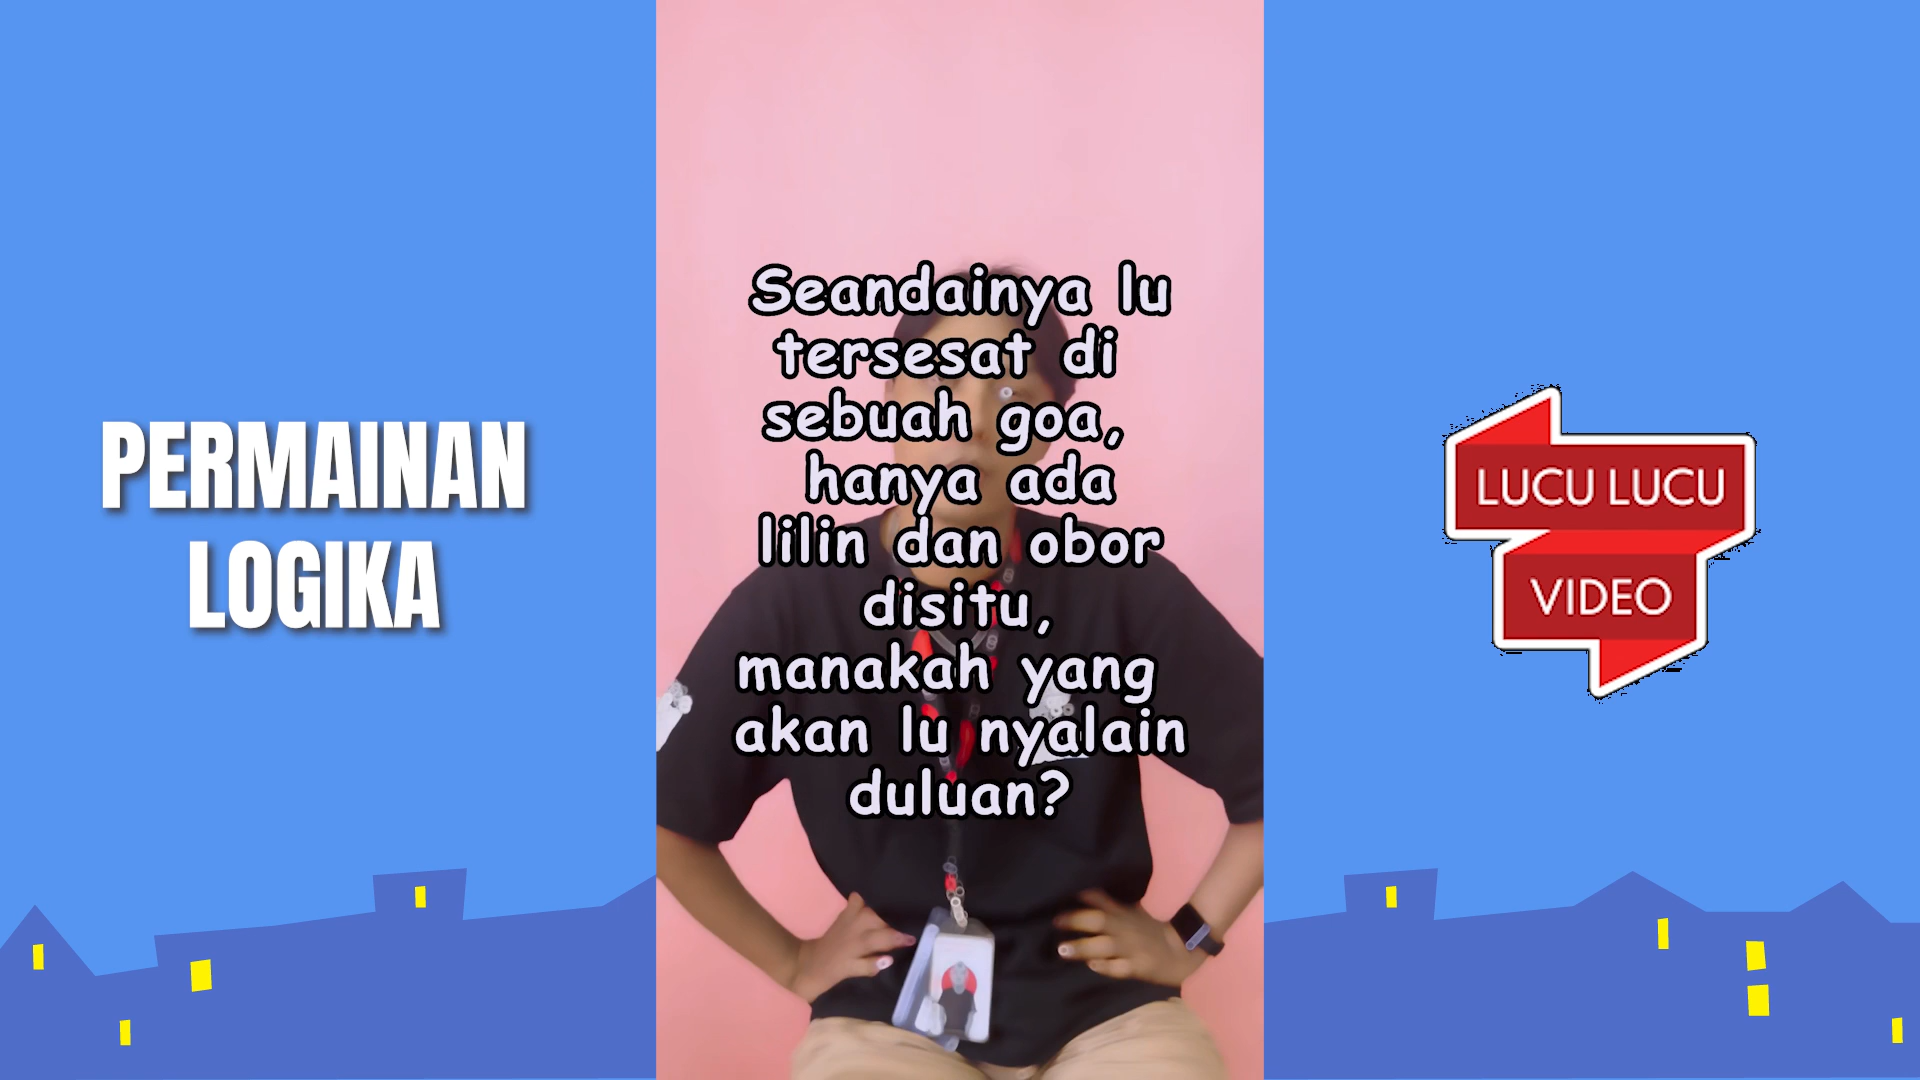 PERMAINAN
LOGIKA
Seandainya lu
tersesat di
sebuah goa,
hanya ada
lilin dan obor
disitu,
manakah yang
akan lu nyalain
duluan?
LUCU LUCU
VIDEO